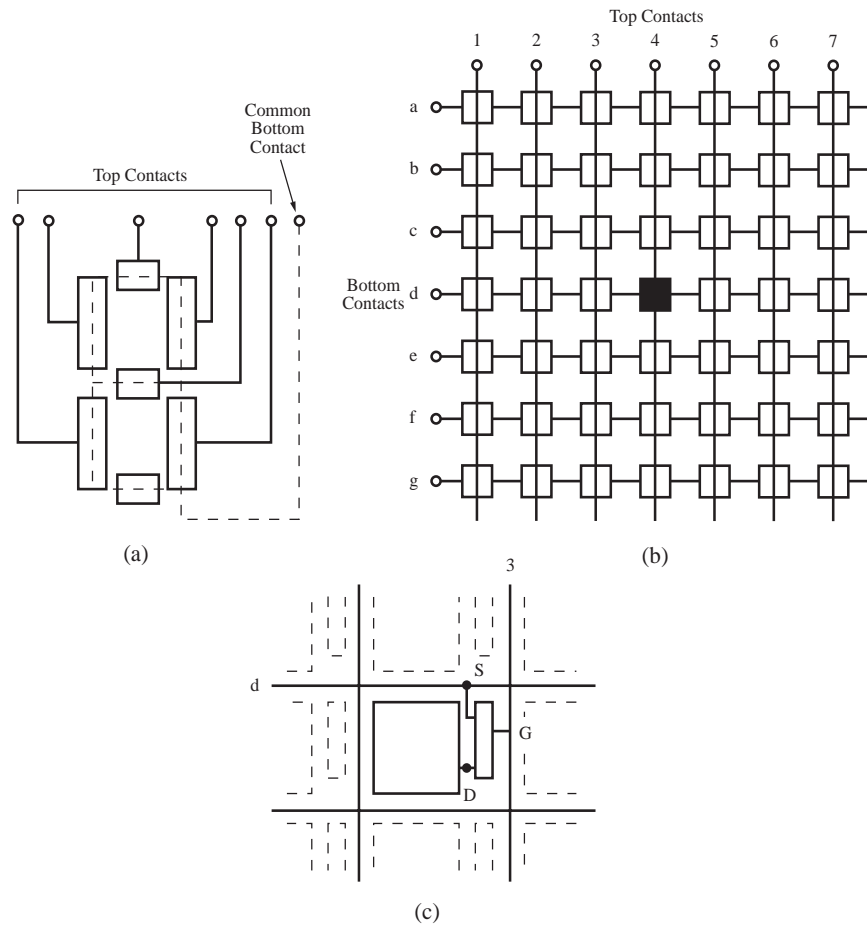 Top Contacts
1 2 3 4 5 6 7
a
Common
Bottom
Contact
b
Top Contacts
c
Bottom
Contacts
d
e
f
g
(a)
(b)
3
S
d
G
D
(c)